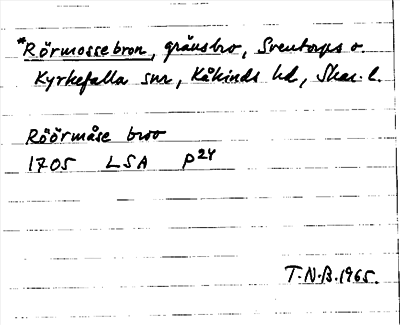 *Rörmossebron, gränsbro, Sventorps o.
Kyrkefalla snr, Kåkinds hd, Skar. l.
Röörmåse broo
1705 LSA P24
T.N.B. 1965.